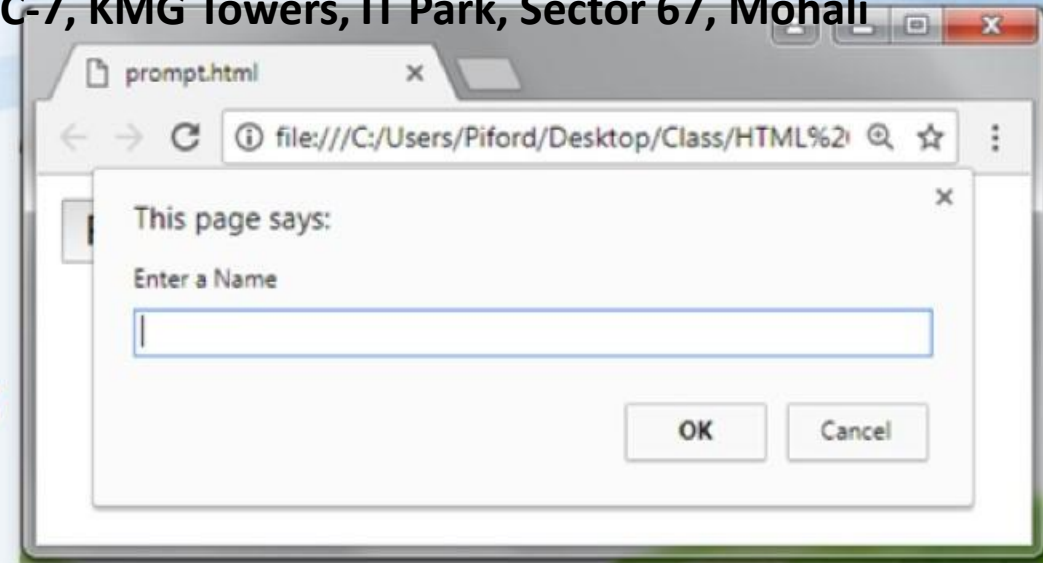 C-7, KMG Towers, IT Park, Sector 67, Mohali
prompt.html
file:///C:/Users/Piford/Desktop/Class/HTML%2
This page says:
Enter a Name
OK Cancel